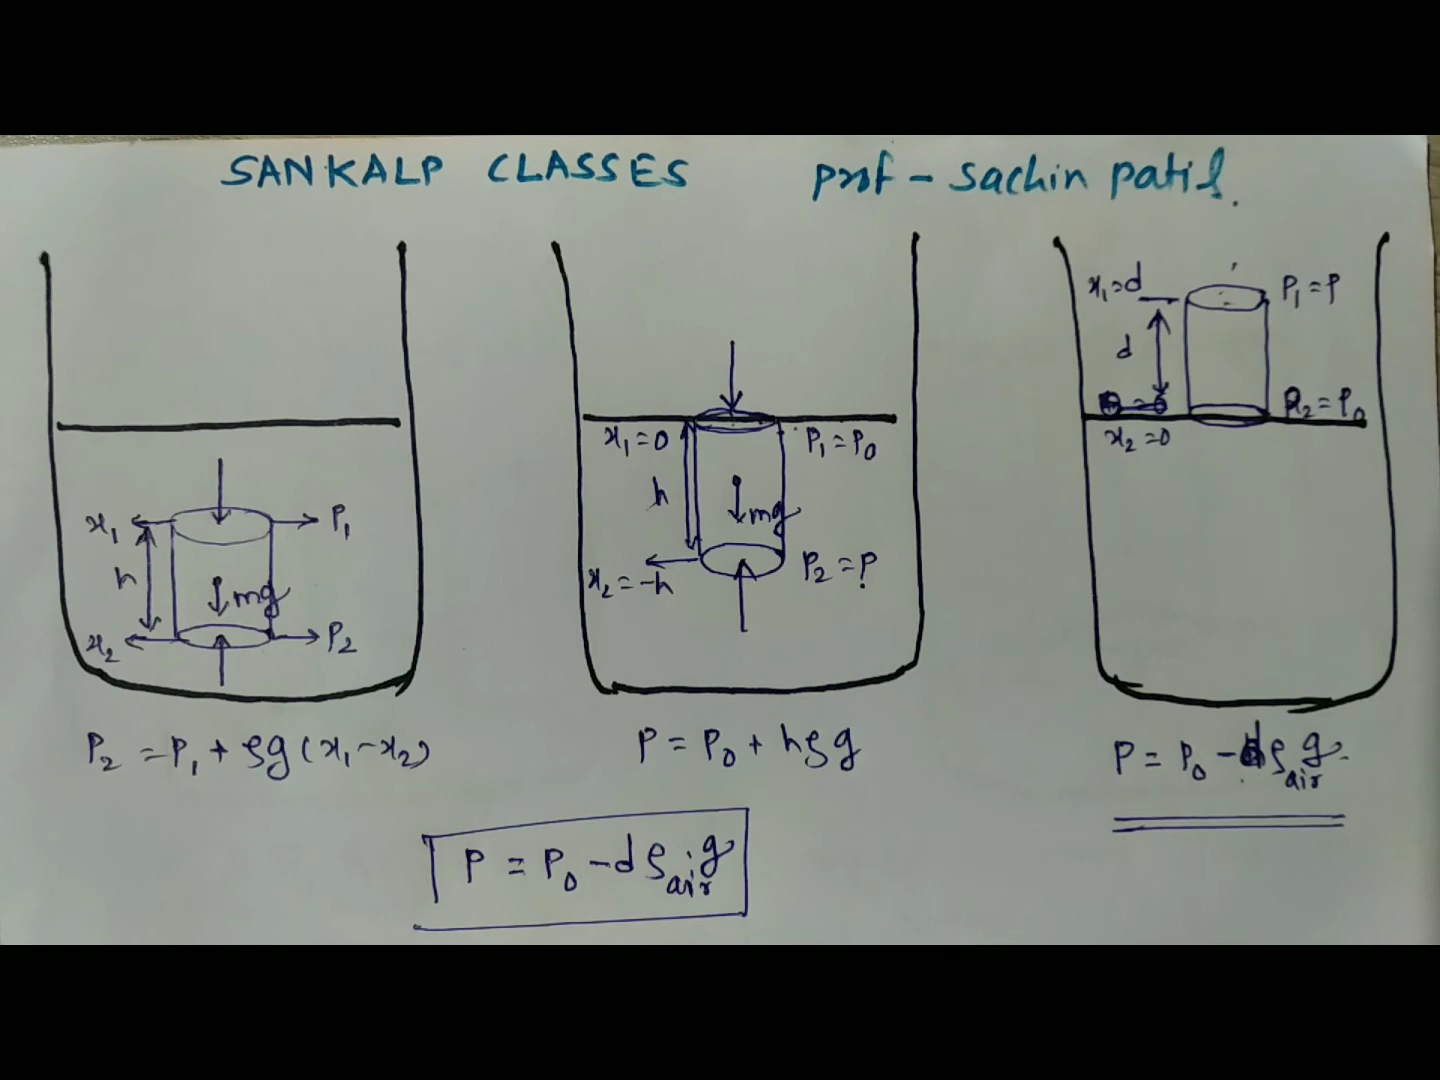 SANKALP CLASSES prof - sachin patil.
x₁ P₁
h
mg
x₂ P₂
P₂ = P₁ + ρg (x₁ - x₂)
x₁ = 0 P₁ = P₀
h
mg
x₂ = -h P₂ = P
P = P₀ + hρg
x₁ = d P₁ = P
d
P₂ = P₀
x₂ = 0
P = P₀ - dρair g
P = P₀ - dρair g